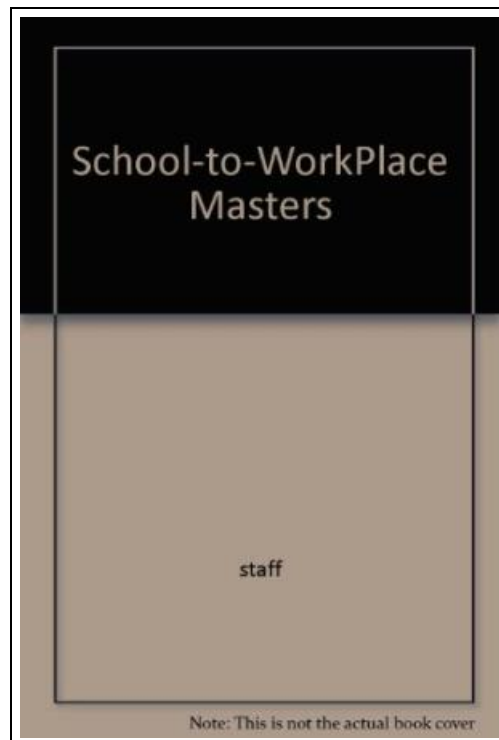 School-to-WorkPlace
Masters
staff
Note: This is not the actual book cover